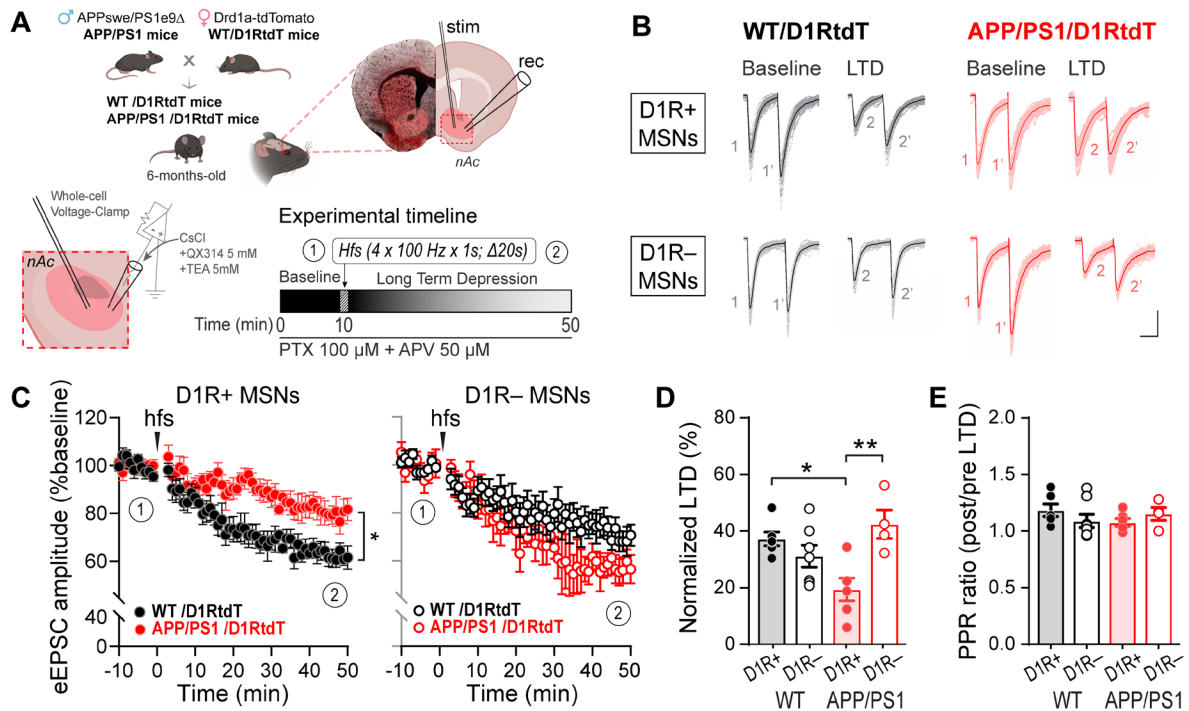 A
♂ APPswe/PS1e9Δ
APP/PS1 mice
♀ Drd1a-tdTomato
WT/D1RtdT mice
x
WT /D1RtdT mice
APP/PS1 /D1RtdT mice
6-months-old
stim
rec
nAc
Whole-cell
Voltage-Clamp
CsCl
+QX314 5 mM
+TEA 5mM
nAc
Experimental timeline
1 Hfs (4 x 100 Hz x 1s; Δ20s) 2
Baseline Long Term Depression
Time (min) 0 10 50
PTX 100 µM + APV 50 µM
B
WT/D1RtdT APP/PS1/D1RtdT
Baseline LTD Baseline LTD
D1R+
MSNs
1 1' 2 2' 1 1' 2 2'
D1R–
MSNs
1 1' 2 2' 1 1' 2 2'
C
D1R+ MSNs D1R– MSNs
hfs hfs
eEPSC amplitude (%baseline)
120
100
80
60
40
0
1 2 *
1 2
WT /D1RtdT
APP/PS1 /D1RtdT
WT /D1RtdT
APP/PS1 /D1RtdT
-10 0 10 20 30 40 50
Time (min)
-10 0 10 20 30 40 50
Time (min)
D
Normalized LTD (%)
80
60
40
20
0
* **
D1R+ D1R– D1R+ D1R–
WT APP/PS1
E
PPR ratio (post/pre LTD)
2.0
1.5
1.0
0.5
0.0
D1R+ D1R– D1R+ D1R–
WT APP/PS1